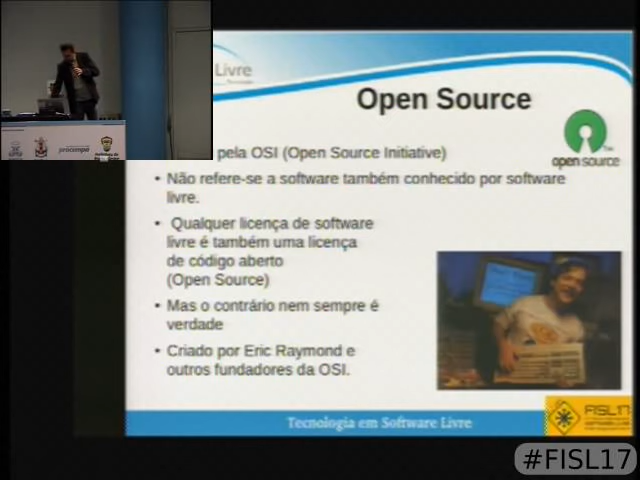 Livre
Open Source
open source
pela OSI (Open Source Initiative)
• Não refere-se a software também conhecido por software
livre.
• Qualquer licença de software
livre é também uma licença
de código aberto
(Open Source)
• Mas o contrário nem sempre é
verdade
• Criado por Eric Raymond e
outros fundadores da OSI.
procempa
Tecnologia em Software Livre
FISL17
#FISL17